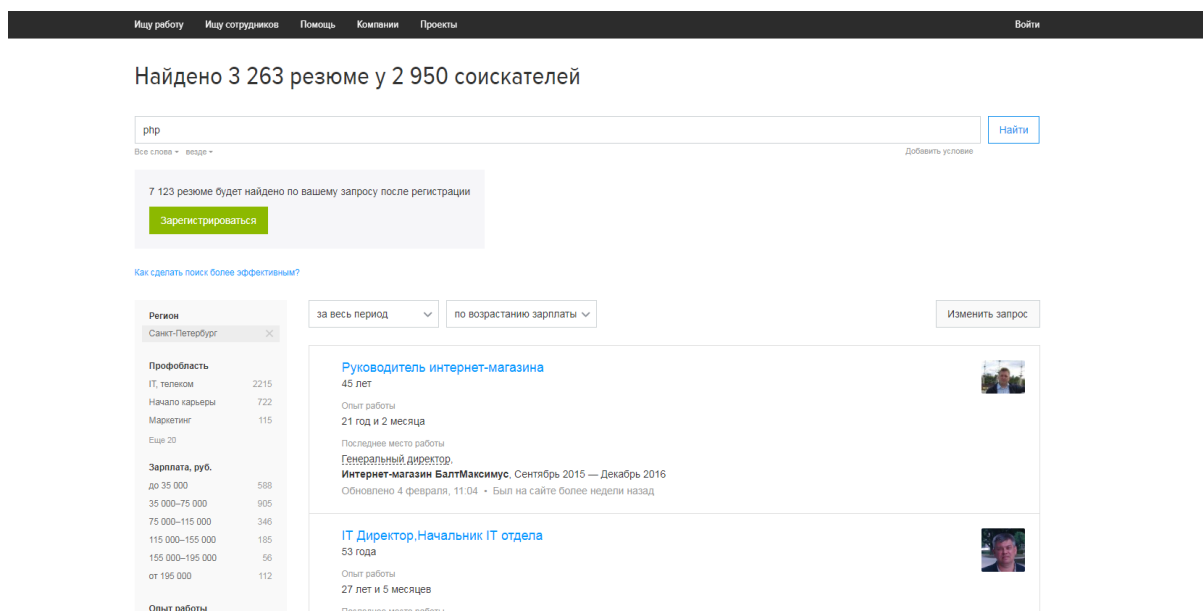 Ищу работу Ищу сотрудников Помощь Компании Проекты Войти
Найдено 3 263 резюме у 2 950 соискателей
php Найти
Все слова везде Добавить условие
7 123 резюме будет найдено по вашему запросу после регистрации
Зарегистрироваться
Как сделать поиск более эффективным?
за весь период по возрастанию зарплаты Изменить запрос
Регион
Санкт-Петербург
Профобласть
IT, телеком 2215
Начало карьеры 722
Маркетинг 115
Еще 20
Зарплата, руб.
до 35 000 588
35 000–75 000 905
75 000–115 000 346
115 000–155 000 185
155 000–195 000 56
от 195 000 112
Опыт работы
Руководитель интернет-магазина
45 лет
Опыт работы
21 год и 2 месяца
Последнее место работы
Генеральный директор,
Интернет-магазин БалтМаксимус, Сентябрь 2015 — Декабрь 2016
Обновлено 4 февраля, 11:04 • Был на сайте более недели назад
IT Директор,Начальник IT отдела
53 года
Опыт работы
27 лет и 5 месяцев
Последнее место работы